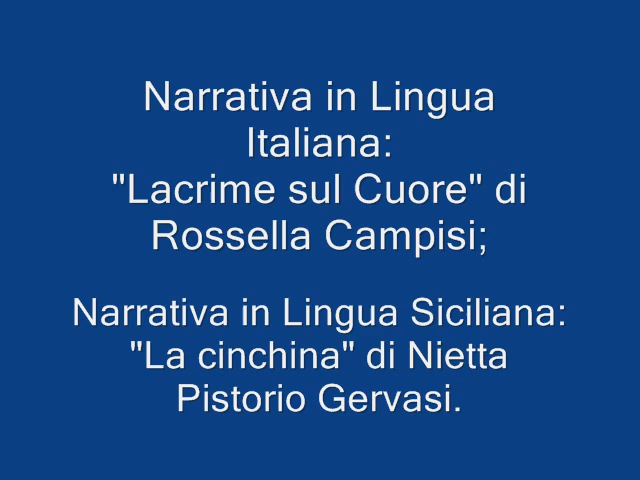 Narrativa in Lingua
Italiana:
"Lacrime sul Cuore" di
Rossella Campisi;
Narrativa in Lingua Siciliana:
"La cinchina" di Nietta
Pistorio Gervasi.